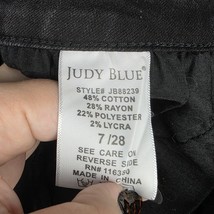 JUDY BLUE®
STYLE# JB88239
48% COTTON
28% RAYON
22% POLYESTER
2% LYCRA
7 / 28
SEE CARE ON
REVERSE SIDE
MADE IN CHINA